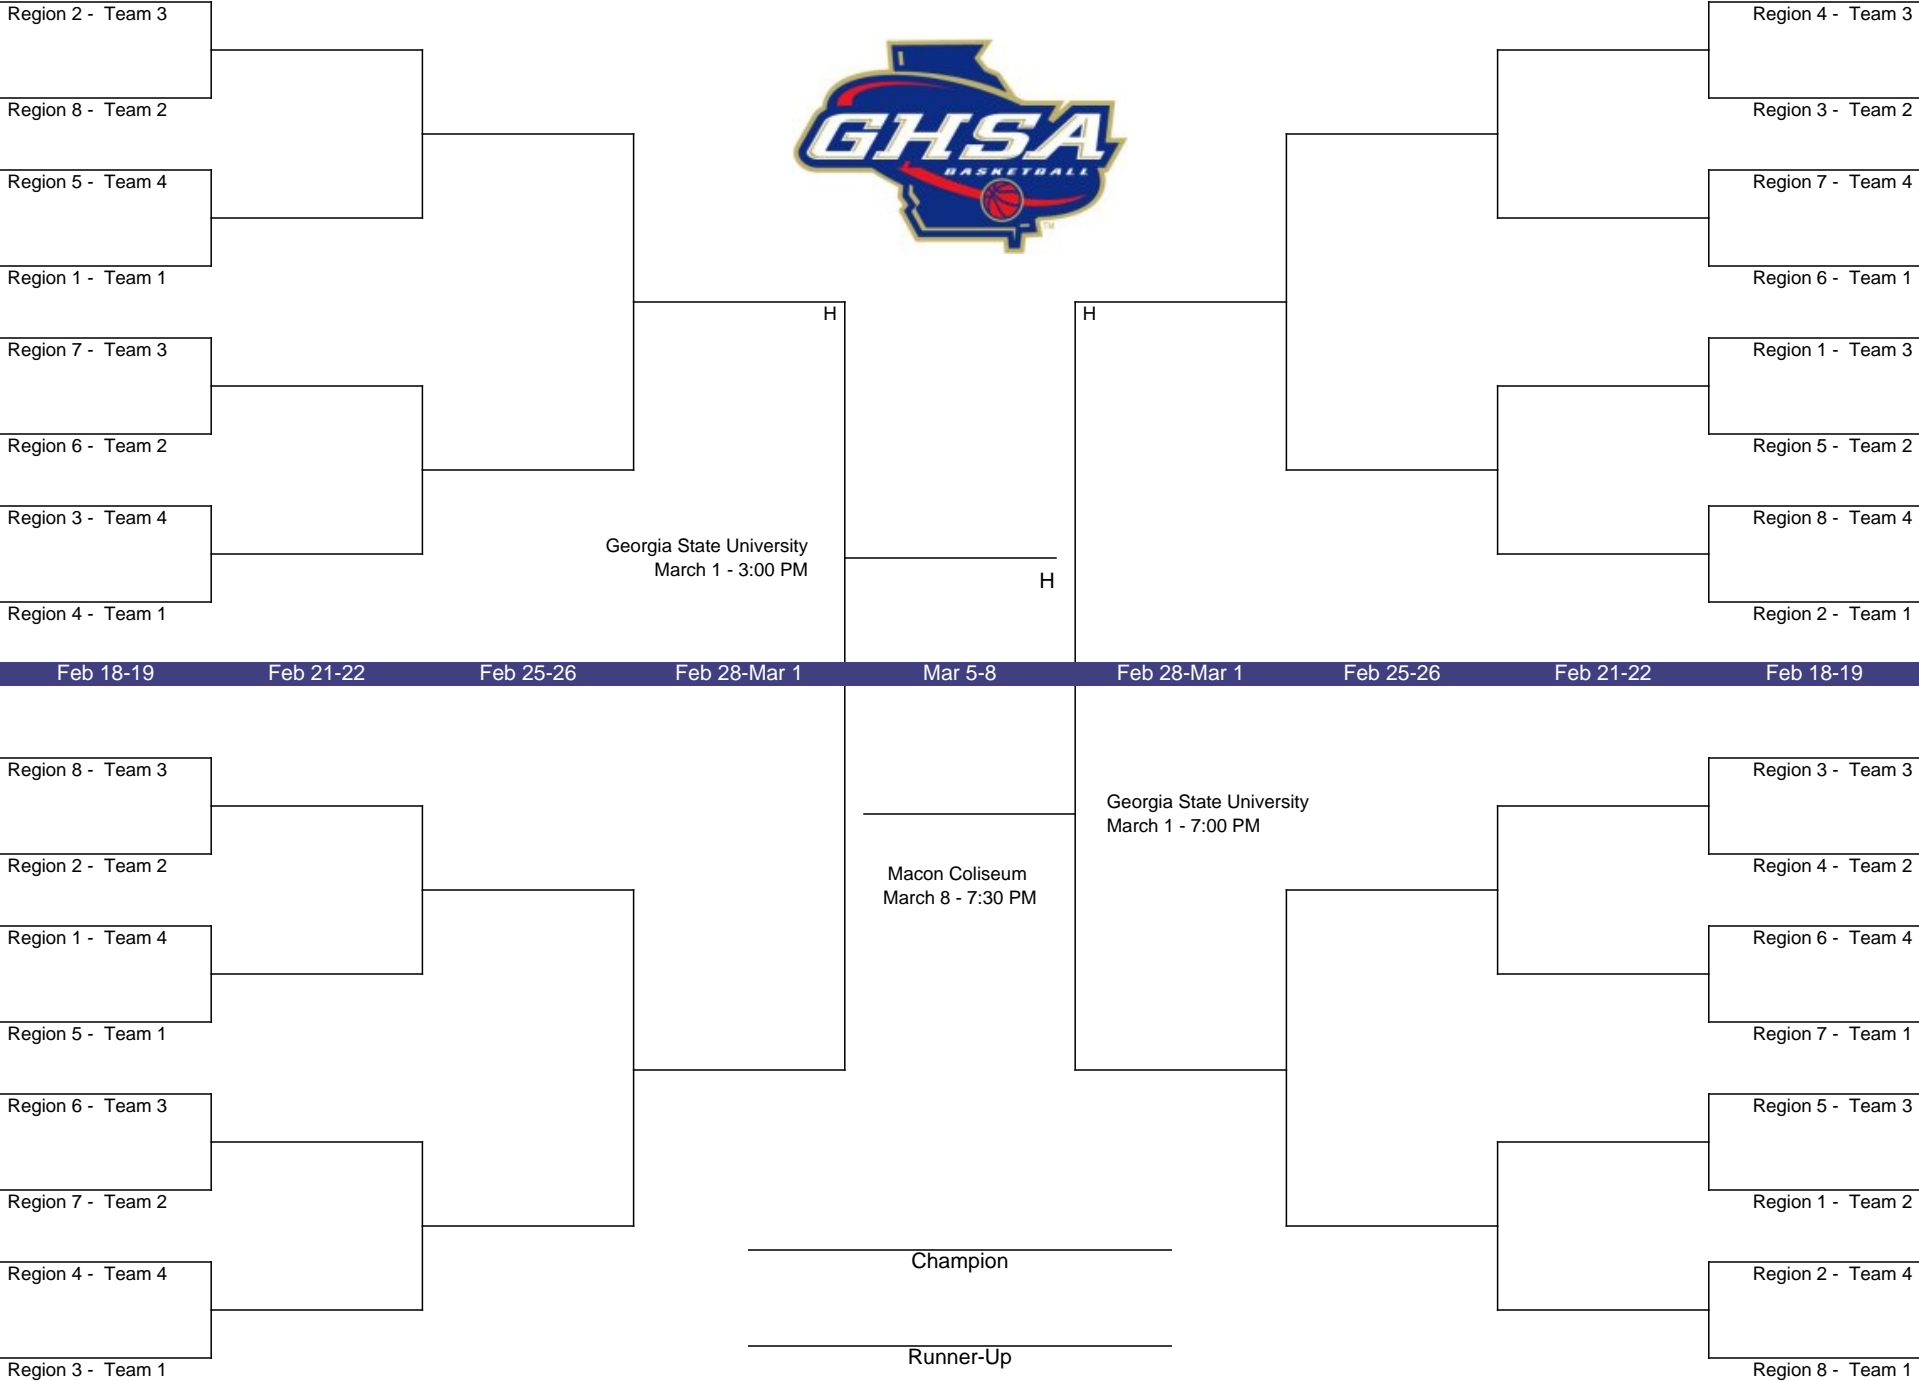 Region 2 - Team 3
Region 8 - Team 2
Region 5 - Team 4
Region 1 - Team 1
Region 7 - Team 3
Region 6 - Team 2
Region 3 - Team 4
Region 4 - Team 1
GHSA
BASKETBALL
TM
H
H
Georgia State University
March 1 - 3:00 PM
H
Region 4 - Team 3
Region 3 - Team 2
Region 7 - Team 4
Region 6 - Team 1
Region 1 - Team 3
Region 5 - Team 2
Region 8 - Team 4
Region 2 - Team 1
Feb 18-19 Feb 21-22 Feb 25-26 Feb 28-Mar 1 Mar 5-8 Feb 28-Mar 1 Feb 25-26 Feb 21-22 Feb 18-19
Region 8 - Team 3
Region 2 - Team 2
Region 1 - Team 4
Region 5 - Team 1
Region 6 - Team 3
Region 7 - Team 2
Region 4 - Team 4
Region 3 - Team 1
Georgia State University
March 1 - 7:00 PM
Macon Coliseum
March 8 - 7:30 PM
Champion
Runner-Up
Region 3 - Team 3
Region 4 - Team 2
Region 6 - Team 4
Region 7 - Team 1
Region 5 - Team 3
Region 1 - Team 2
Region 2 - Team 4
Region 8 - Team 1